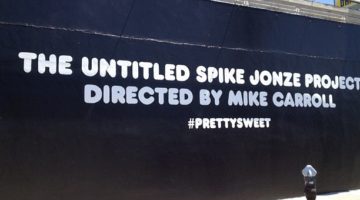 THE UNTITLED SPIKE JONZE PROJECT
DIRECTED BY MIKE CARROLL
#PRETTYSWEET